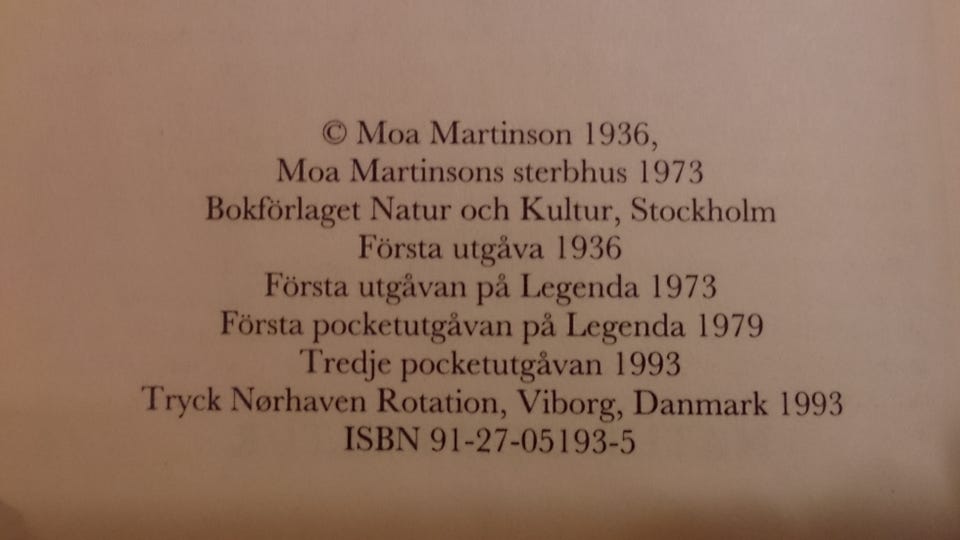 © Moa Martinson 1936,
Moa Martinsons sterbhus 1973
Bokförlaget Natur och Kultur, Stockholm
Första utgåva 1936
Första utgåvan på Legenda 1973
Första pocketutgåvan på Legenda 1979
Tredje pocketutgåvan 1993
Tryck Nørhaven Rotation, Viborg, Danmark 1993
ISBN 91-27-05193-5